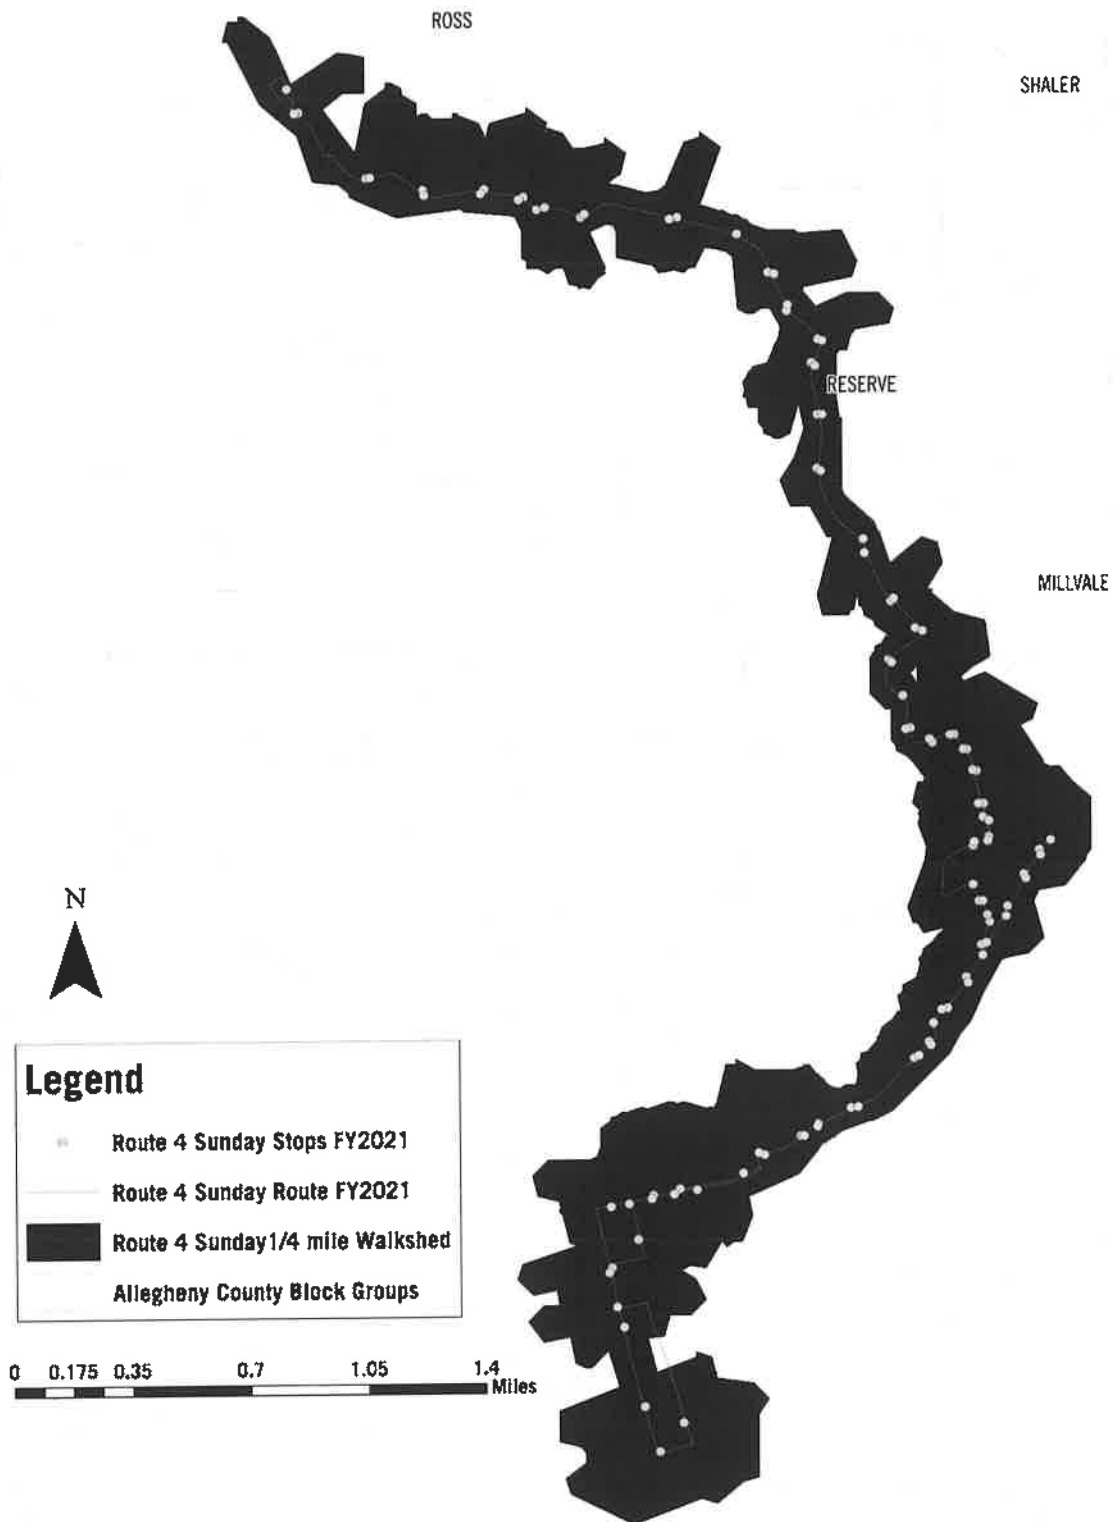 ROSS
SHALER
RESERVE
MILLVALE
N
Legend
Route 4 Sunday Stops FY2021
Route 4 Sunday Route FY2021
Route 4 Sunday1/4 mile Walkshed
Allegheny County Block Groups
0 0.175 0.35 0.7 1.05 1.4
Miles